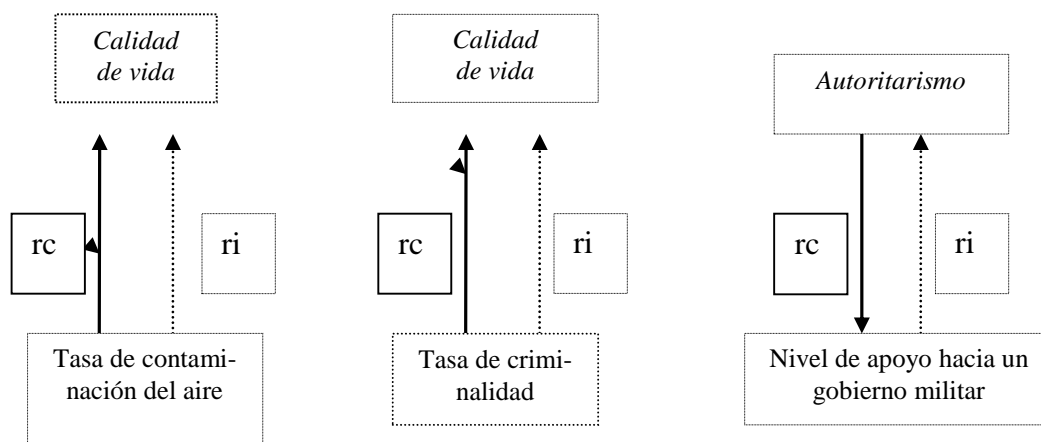 Calidad
de vida
Calidad
de vida
Autoritarismo
rc
ri
rc
ri
rc
ri
Tasa de contami-
nación del aire
Tasa de crimi-
nalidad
Nivel de apoyo hacia un
gobierno militar